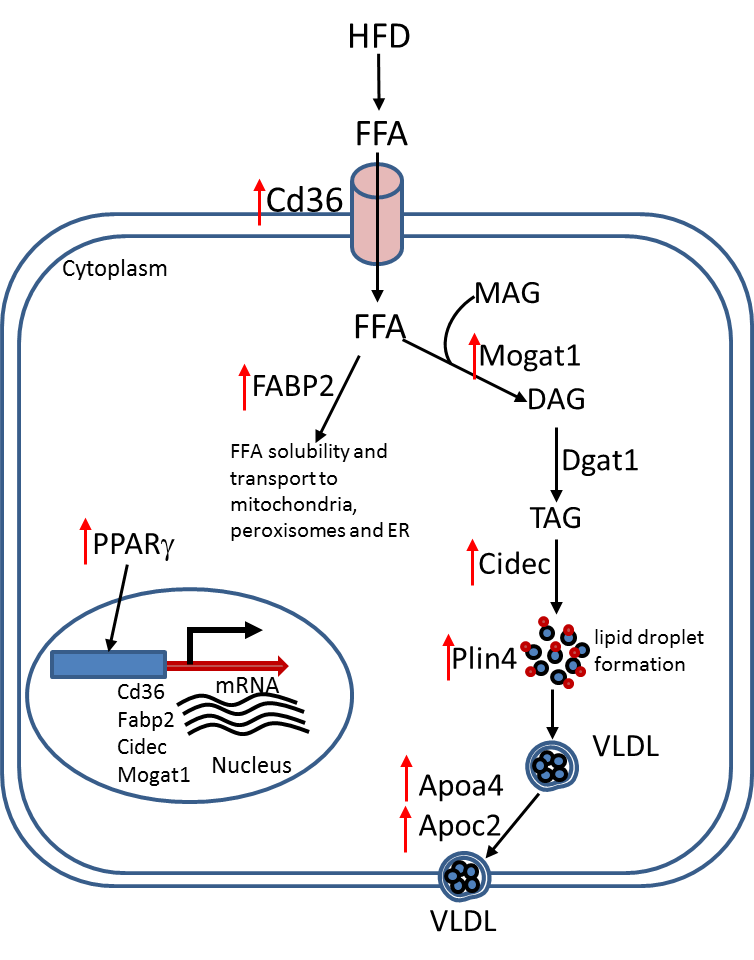 HFD
FFA
Cd36
Cytoplasm
MAG
FFA
Mogat1
FABP2
DAG
FFA solubility and
transport to
mitochondria,
peroxisomes and ER
Dgat1
TAG
PPARγ
Cidec
lipid droplet
formation
Plin4
mRNA
Cd36
Fabp2
Cidec
Mogat1
Nucleus
VLDL
Apoa4
Apoc2
VLDL